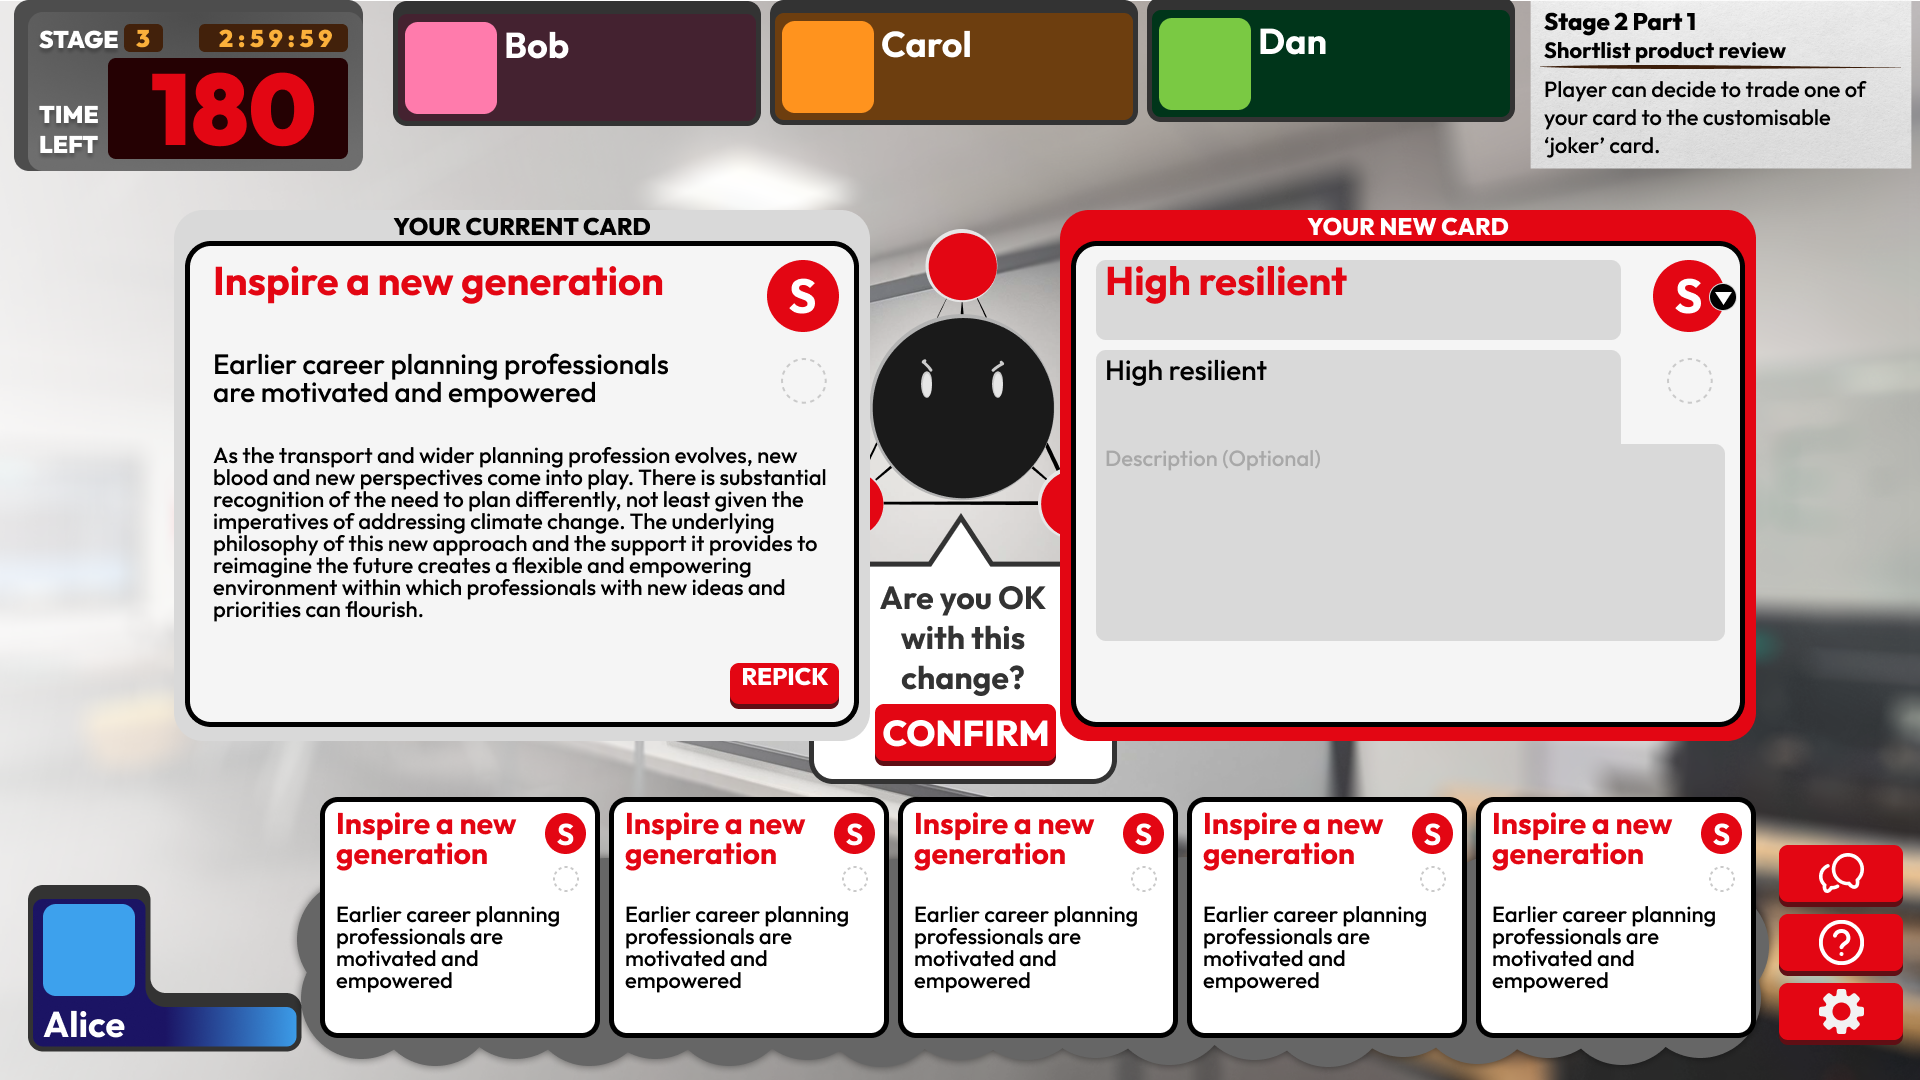 STAGE 3 2:59:59
TIME
LEFT
180
Bob
Carol
Dan
Stage 2 Part 1
Shortlist product review
Player can decide to trade one of
your card to the customisable
‘joker’ card.
YOUR CURRENT CARD
Inspire a new generation
S
Earlier career planning professionals
are motivated and empowered
As the transport and wider planning profession evolves, new
blood and new perspectives come into play. There is substantial
recognition of the need to plan differently, not least given the
imperatives of addressing climate change. The underlying
philosophy of this new approach and the support it provides to
reimagine the future creates a flexible and empowering
environment within which professionals with new ideas and
priorities can flourish.
REPICK
Are you OK
with this
change?
CONFIRM
YOUR NEW CARD
High resilient
S
High resilient
Description (Optional)
Inspire a new
generation
S
Earlier career planning
professionals are
motivated and
empowered
Inspire a new
generation
S
Earlier career planning
professionals are
motivated and
empowered
Inspire a new
generation
S
Earlier career planning
professionals are
motivated and
empowered
Inspire a new
generation
S
Earlier career planning
professionals are
motivated and
empowered
Inspire a new
generation
S
Earlier career planning
professionals are
motivated and
empowered
Alice
?